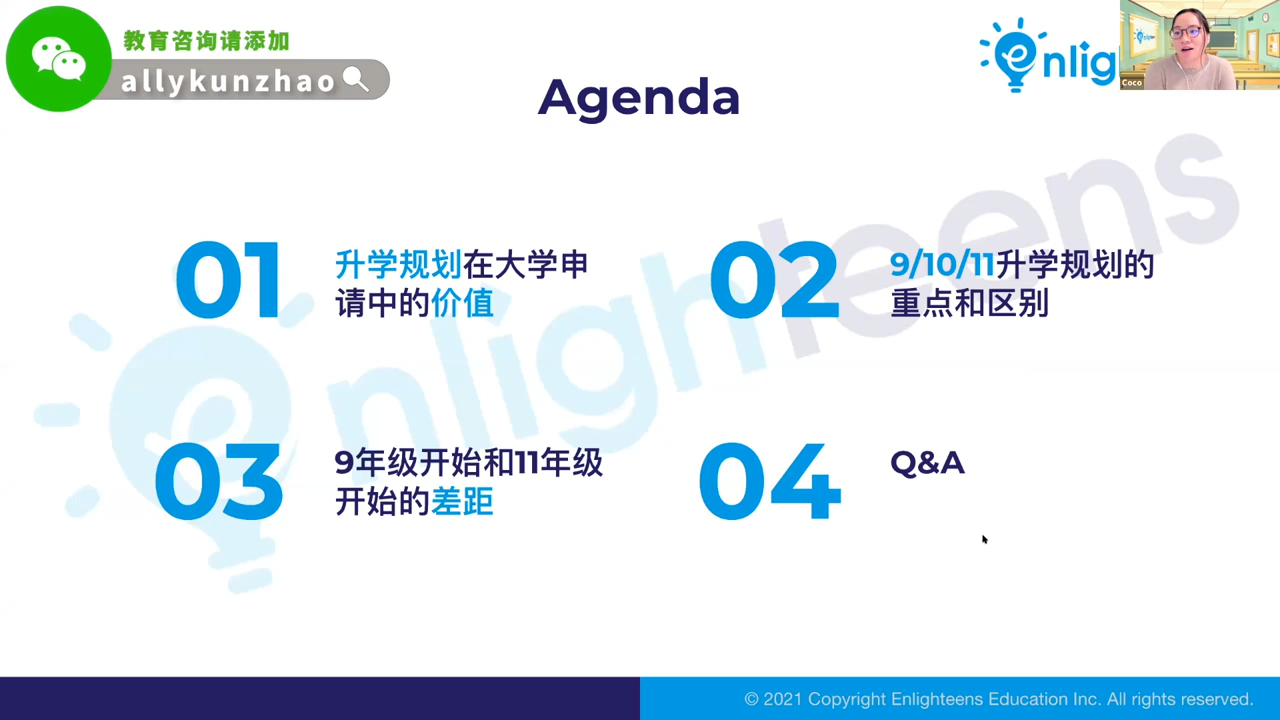 教育咨询请添加
allykunzhao
enlig
Coco
Agenda
01
升学规划在大学申
请中的价值
02
9/10/11升学规划的
重点和区别
03
9年级开始和11年级
开始的差距
04
Q&A
enlighteens
© 2021 Copyright Enlighteens Education Inc. All rights reserved.